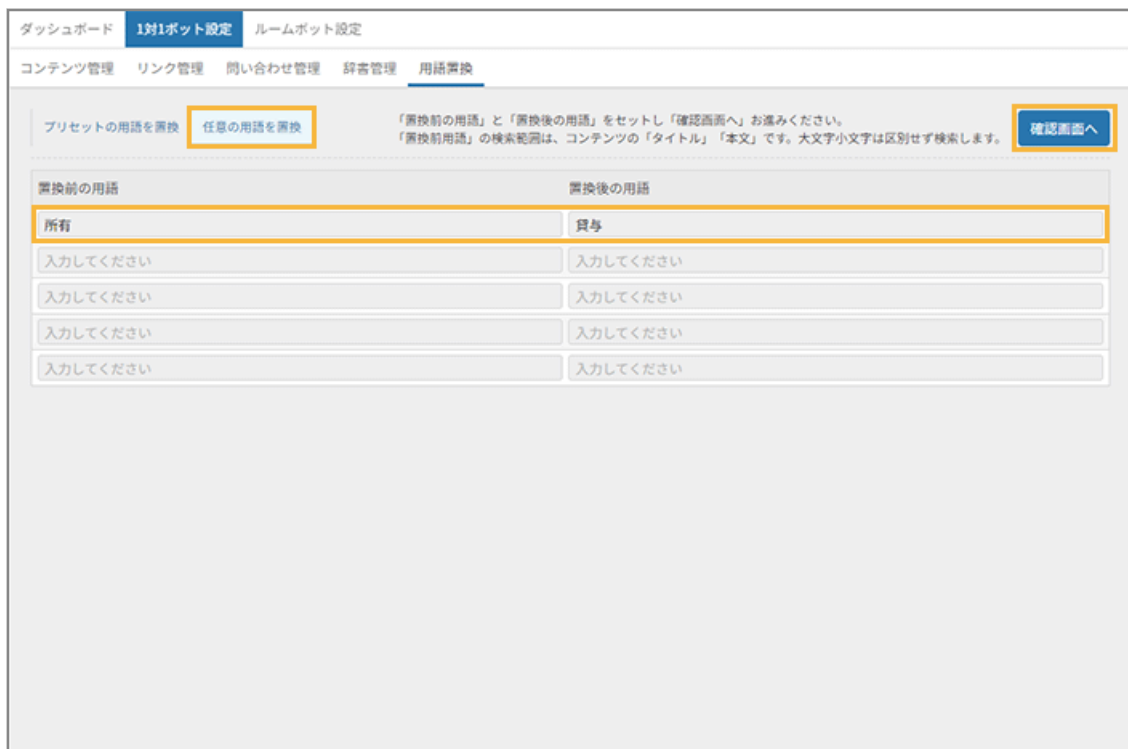 ダッシュボード 1対1ボット設定 ルームボット設定
コンテンツ管理 リンク管理 問い合わせ管理 辞書管理 用語置換
プリセットの用語を置換 任意の用語を置換
「置換前の用語」と「置換後の用語」をセットし「確認画面へ」お進みください。
「置換前用語」の検索範囲は、コンテンツの「タイトル」「本文」です。大文字小文字は区別せず検索します。
確認画面へ
置換前の用語 置換後の用語
所有 貸与
入力してください 入力してください
入力してください 入力してください
入力してください 入力してください
入力してください 入力してください